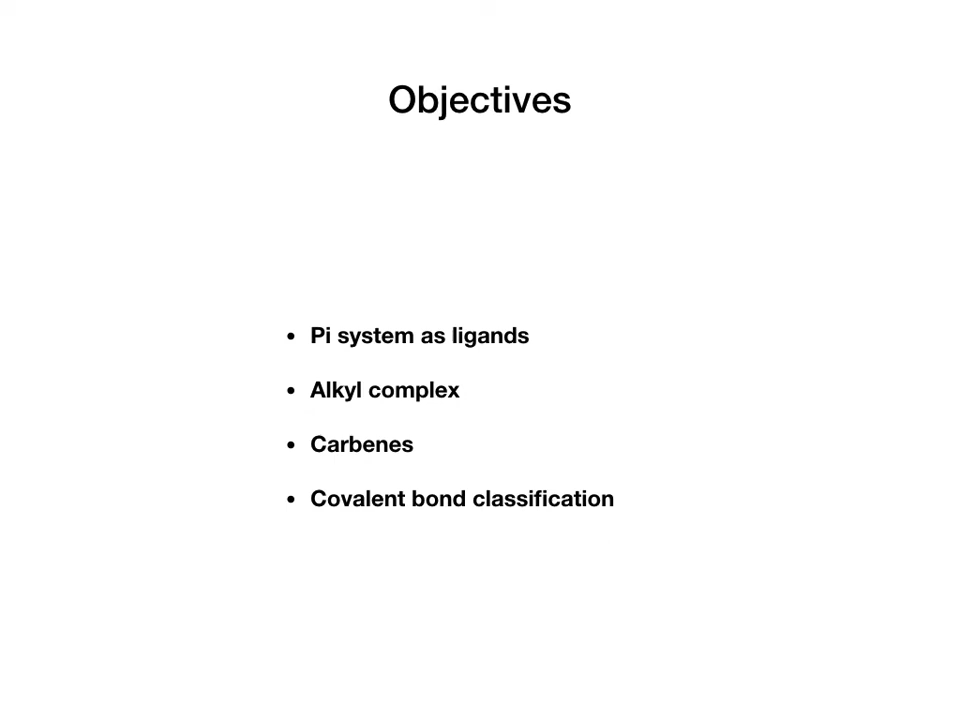 Objectives
• Pi system as ligands
• Alkyl complex
• Carbenes
• Covalent bond classification